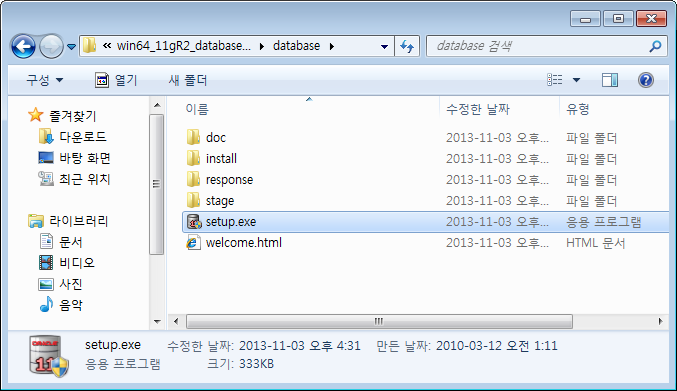 « win64_11gR2_database... ▸ database ▸
database 검색
구성 열기 새 폴더
이름 수정한 날짜 유형
즐겨찾기
다운로드
바탕 화면
최근 위치
라이브러리
문서
비디오
사진
음악
doc 2013-11-03 오후... 파일 폴더
install 2013-11-03 오후... 파일 폴더
response 2013-11-03 오후... 파일 폴더
stage 2013-11-03 오후... 파일 폴더
setup.exe 2013-11-03 오후... 응용 프로그램
welcome.html 2013-11-03 오후... HTML 문서
ORACLE
11
setup.exe 수정한 날짜: 2013-11-03 오후 4:31 만든 날짜: 2010-03-12 오전 1:11
응용 프로그램 크기: 333KB